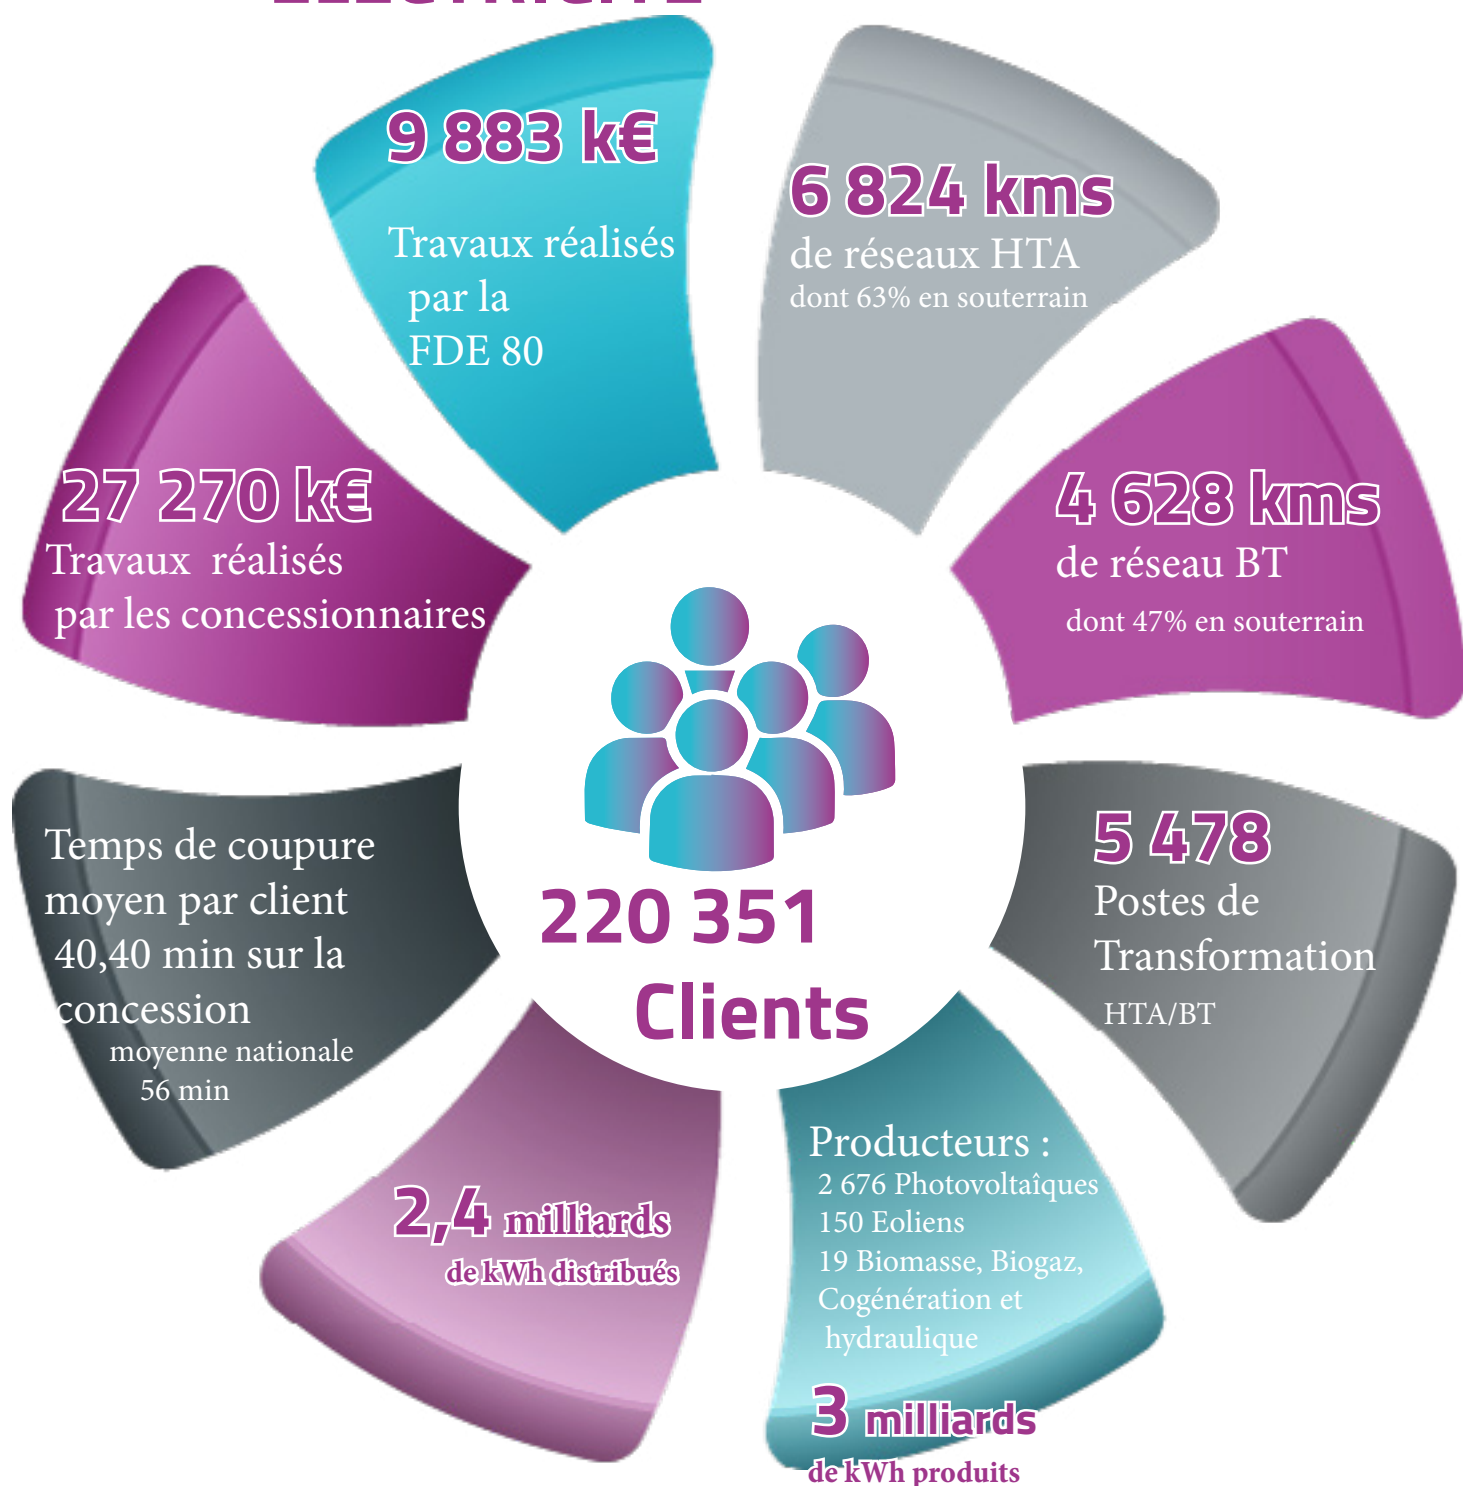 9 883 k€
Travaux réalisés
par la
FDE 80
6 824 kms
de réseaux HTA
dont 63% en souterrain
4 628 kms
de réseau BT
dont 47% en souterrain
5 478
Postes de
Transformation
HTA/BT
Producteurs :
2 676 Photovoltaîques
150 Eoliens
19 Biomasse, Biogaz,
Cogénération et
hydraulique
3 milliards
de kWh produits
2,4 milliards
de kWh distribués
Temps de coupure
moyen par client
40,40 min sur la
concession
moyenne nationale
56 min
27 270 k€
Travaux réalisés
par les concessionnaires
220 351
Clients